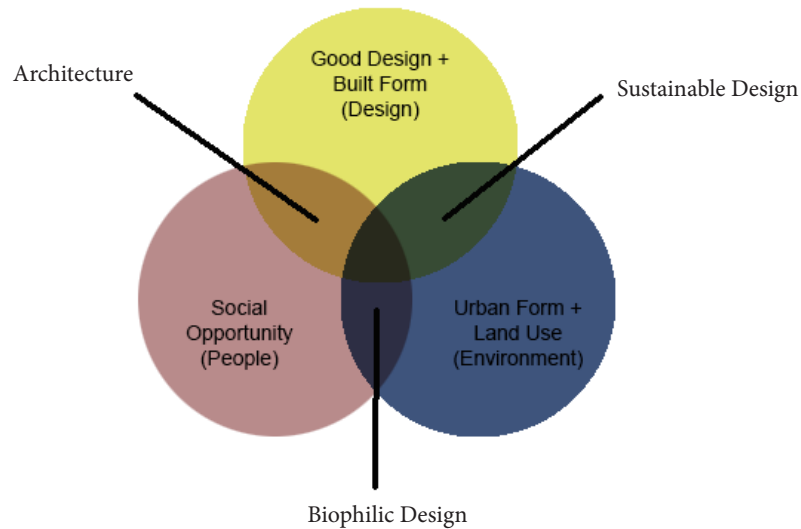 Good Design +
Built Form
(Design)
Architecture
Sustainable Design
Social
Opportunity
(People)
Urban Form +
Land Use
(Environment)
Biophilic Design